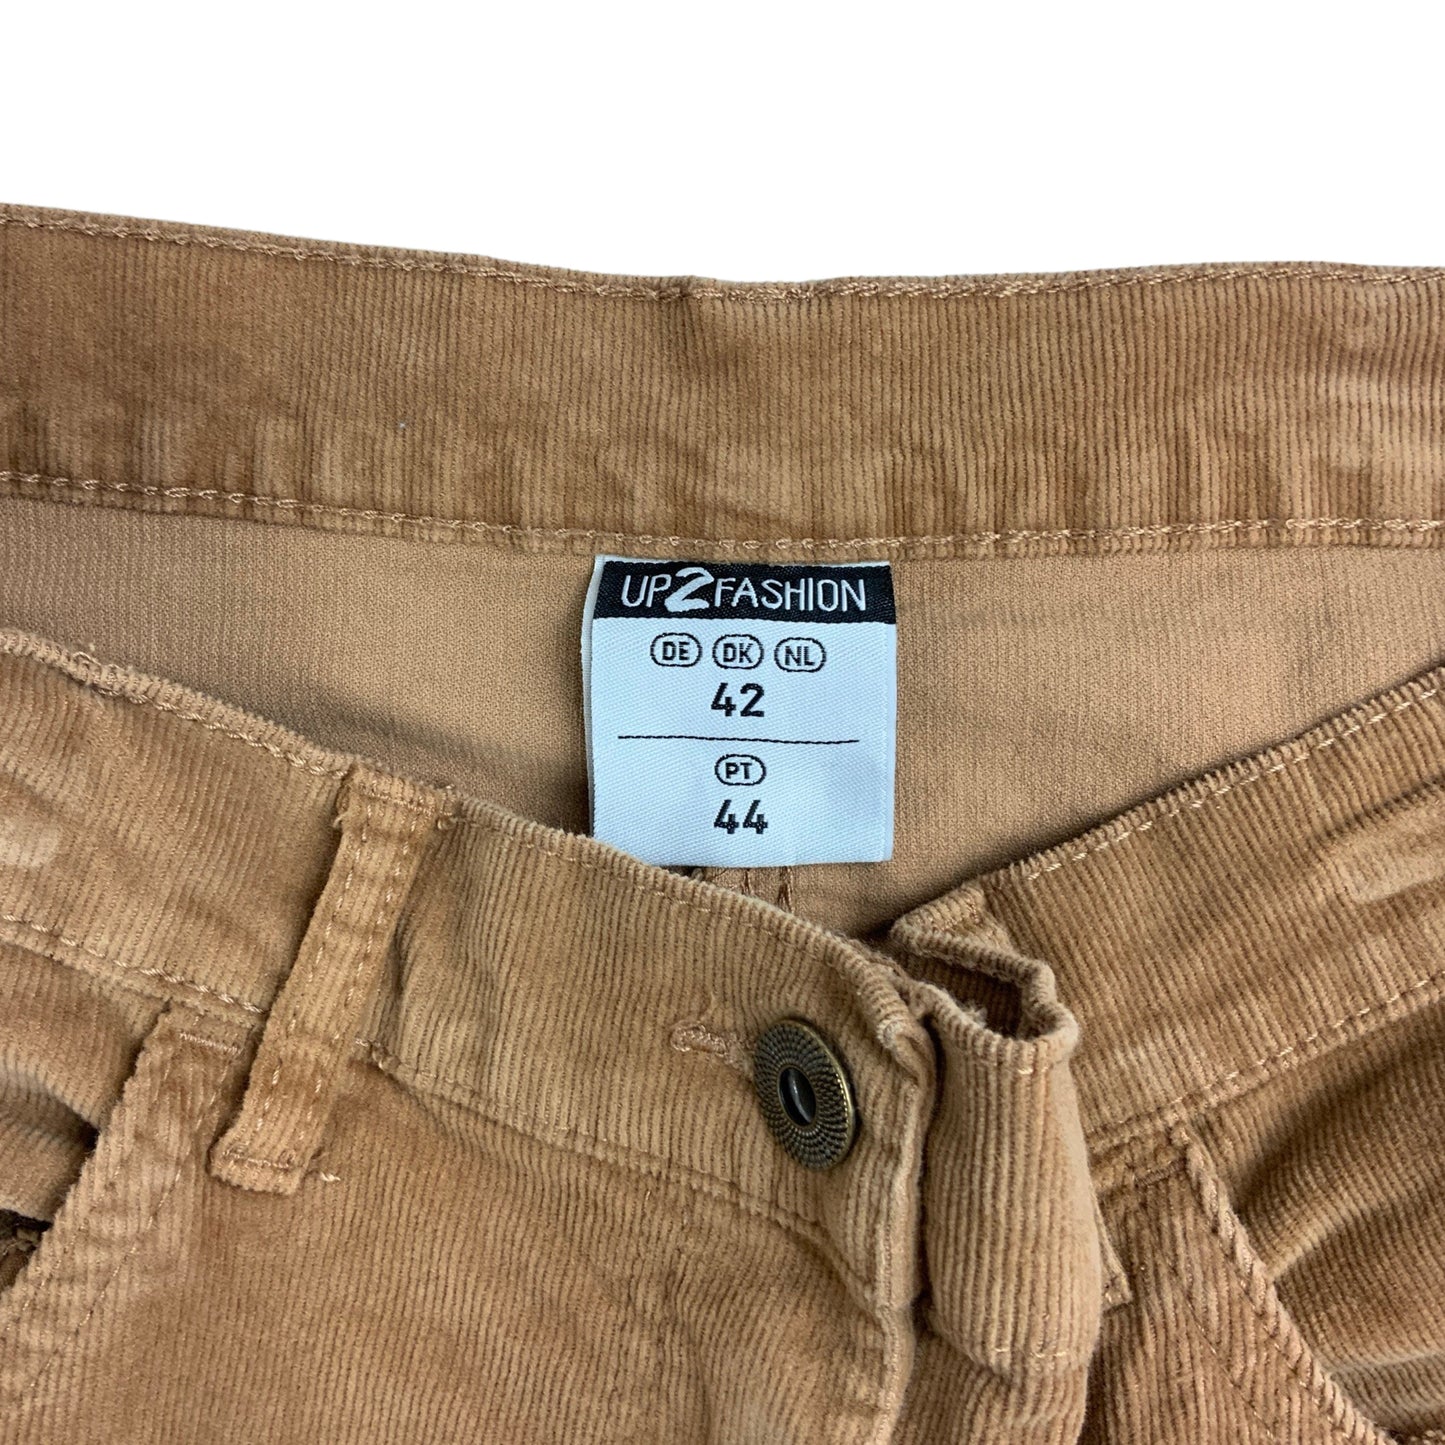 UP2FASHION
DE DK NL
42
PT
44